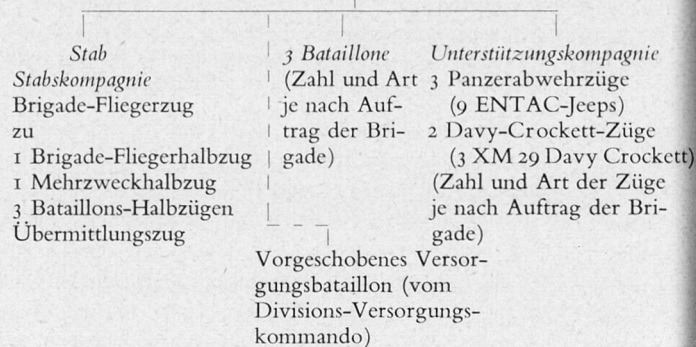 Stab
Stabskompagnie
Brigade-Fliegerzug
zu
1 Brigade-Fliegerhalbzug
1 Mehrzweckhalbzug
3 Bataillons-Halbzügen
Übermittlungszug
3 Bataillone
(Zahl und Art
je nach Auf-
trag der Bri-
gade)
Unterstützungskompagnie
3 Panzerabwehrzüge
(9 ENTAC-Jeeps)
2 Davy-Crockett-Züge
(3 XM 29 Davy Crockett)
(Zahl und Art der Züge
je nach Auftrag der Bri-
gade)
Vorgeschobenes Versor-
gungsbataillon (vom
Divisions-Versorgungs-
kommando)